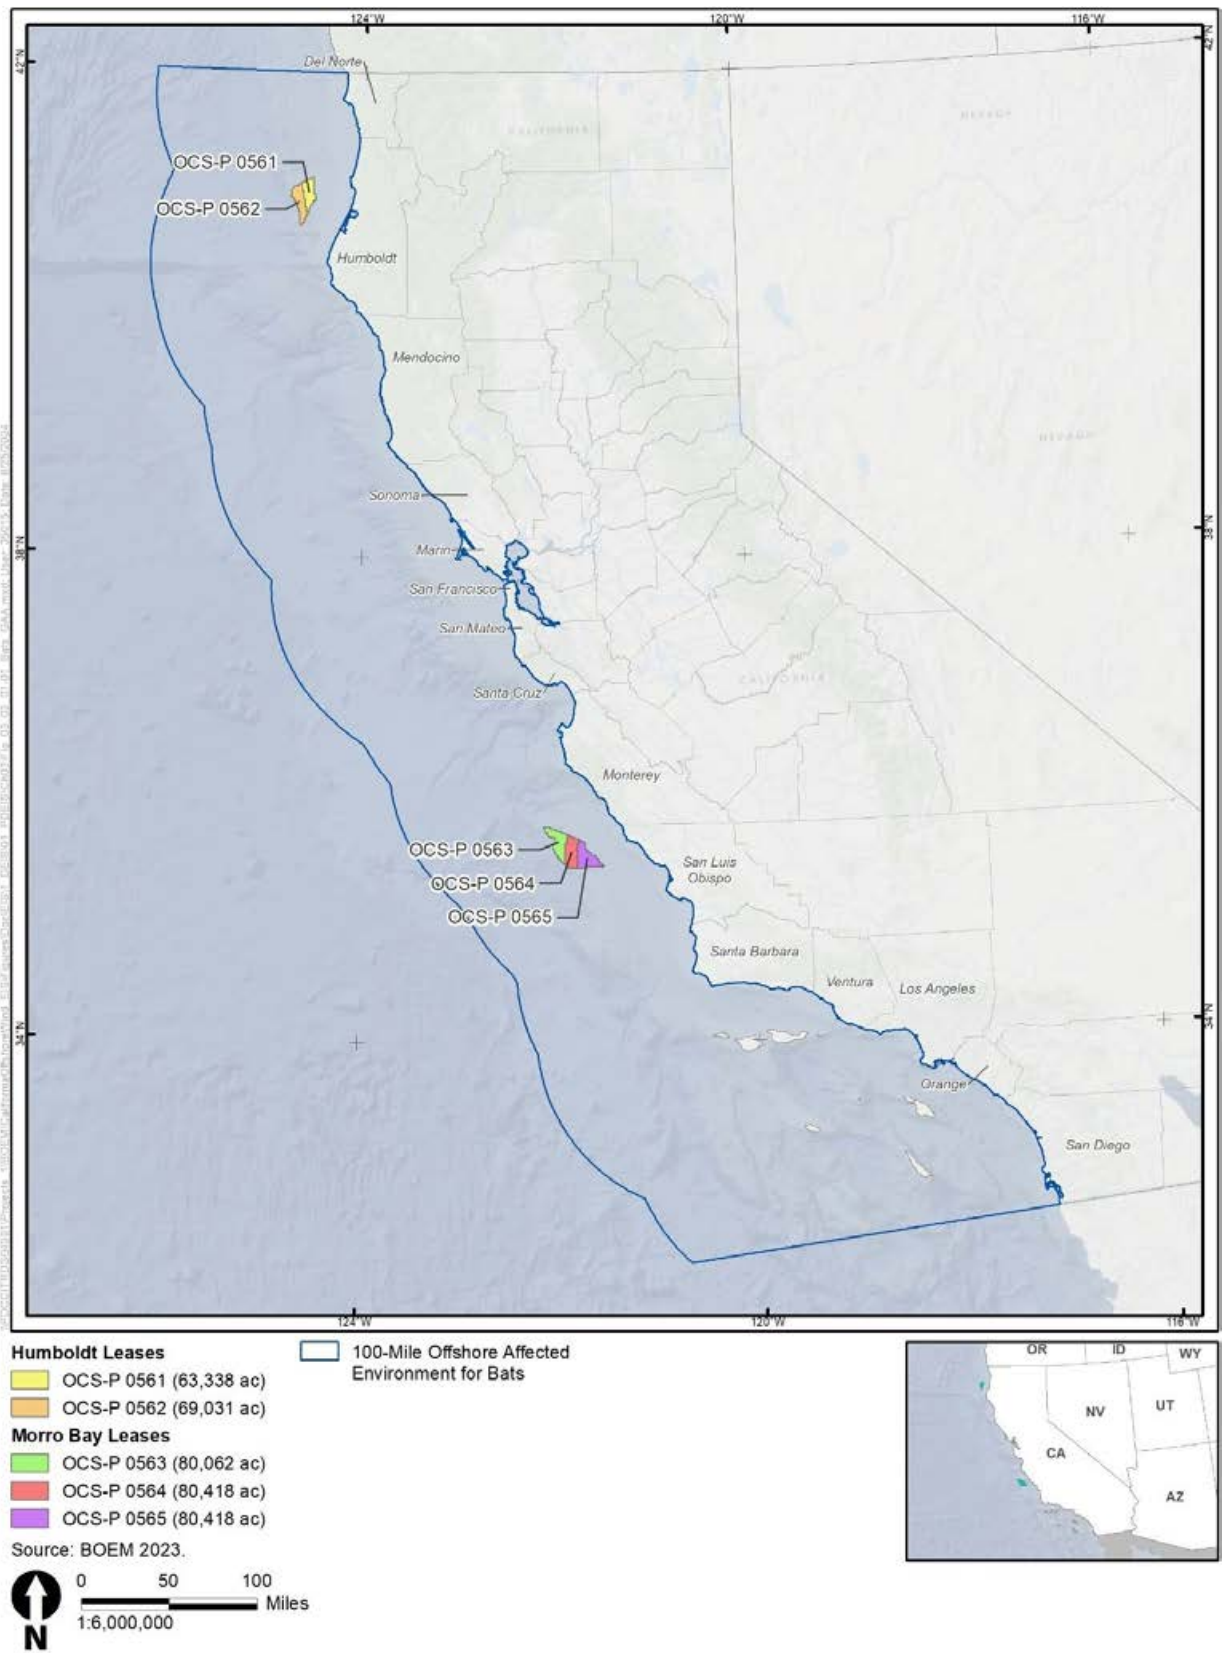 124°W
120°W
116°W
42°N
42°N
Del Norte
CALIFORNIA
NEVADA
OCS-P 0561
OCS-P 0562
Humboldt
Mendocino
NEVADA
Sonoma
38°N
38°N
Marin
San Francisco
San Mateo
CALIFORNIA
Santa Cruz
Monterey
OCS-P 0563
San Luis
Obispo
OCS-P 0564
OCS-P 0565
Santa Barbara
Ventura
Los Angeles
34°N
34°N
Orange
San Diego
124°W
120°W
116°W
Humboldt Leases
OCS-P 0561 (63,338 ac)
OCS-P 0562 (69,031 ac)
Morro Bay Leases
OCS-P 0563 (80,062 ac)
OCS-P 0564 (80,418 ac)
OCS-P 0565 (80,418 ac)
Source: BOEM 2023.
0 50 100
Miles
1:6,000,000
N
100-Mile Offshore Affected
Environment for Bats
OR
ID
WY
NV
UT
CA
AZ